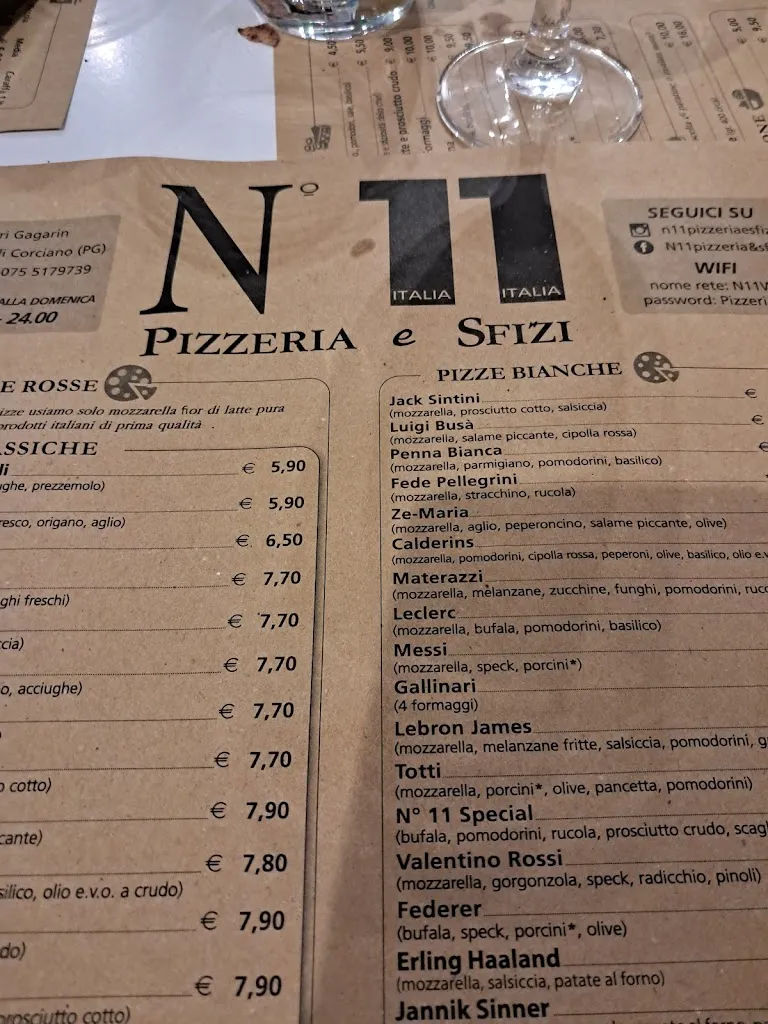 N° 11
ITALIA ITALIA
PIZZERIA e SFIZI
ri Gagarin
di Corciano (PG)
075 5179739
ALLA DOMENICA
- 24.00
SEGUICI SU
n11pizzeriaesfiz
N11pizzeria&sf
WIFI
nome rete: N11W
password: Pizzeri
E ROSSE
izze usiamo solo mozzarella fior di latte pura
prodotti italiani di prima qualità .
ASSICHE
li € 5,90
ughe, prezzemolo)
€ 5,90
resco, origano, aglio)
€ 6,50
€ 7,70
ghi freschi)
€ 7,70
cia)
€ 7,70
o, acciughe)
€ 7,70
€ 7,70
o cotto)
€ 7,90
cante)
€ 7,80
silico, olio e.v.o. a crudo)
€ 7,90
do)
€ 7,90
prosciutto cotto)
PIZZE BIANCHE
Jack Sintini €
(mozzarella, prosciutto cotto, salsiccia)
Luigi Busà €
(mozzarella, salame piccante, cipolla rossa)
Penna Bianca €
(mozzarella, parmigiano, pomodorini, basilico)
Fede Pellegrini
(mozzarella, stracchino, rucola)
Ze-Maria
(mozzarella, aglio, peperoncino, salame piccante, olive)
Calderins
(mozzarella, pomodorini, cipolla rossa, peperoni, olive, basilico, olio e.v
Materazzi
(mozzarella, melanzane, zucchine, funghi, pomodorini, ruco
Leclerc
(mozzarella, bufala, pomodorini, basilico)
Messi
(mozzarella, speck, porcini*)
Gallinari
(4 formaggi)
Lebron James
(mozzarella, melanzane fritte, salsiccia, pomodorini, g
Totti
(mozzarella, porcini*, olive, pancetta, pomodorini)
N° 11 Special
(bufala, pomodorini, rucola, prosciutto crudo, scag
Valentino Rossi
(mozzarella, gorgonzola, speck, radicchio, pinoli)
Federer
(bufala, speck, porcini*, olive)
Erling Haaland
(mozzarella, salsiccia, patate al forno)
Jannik Sinner